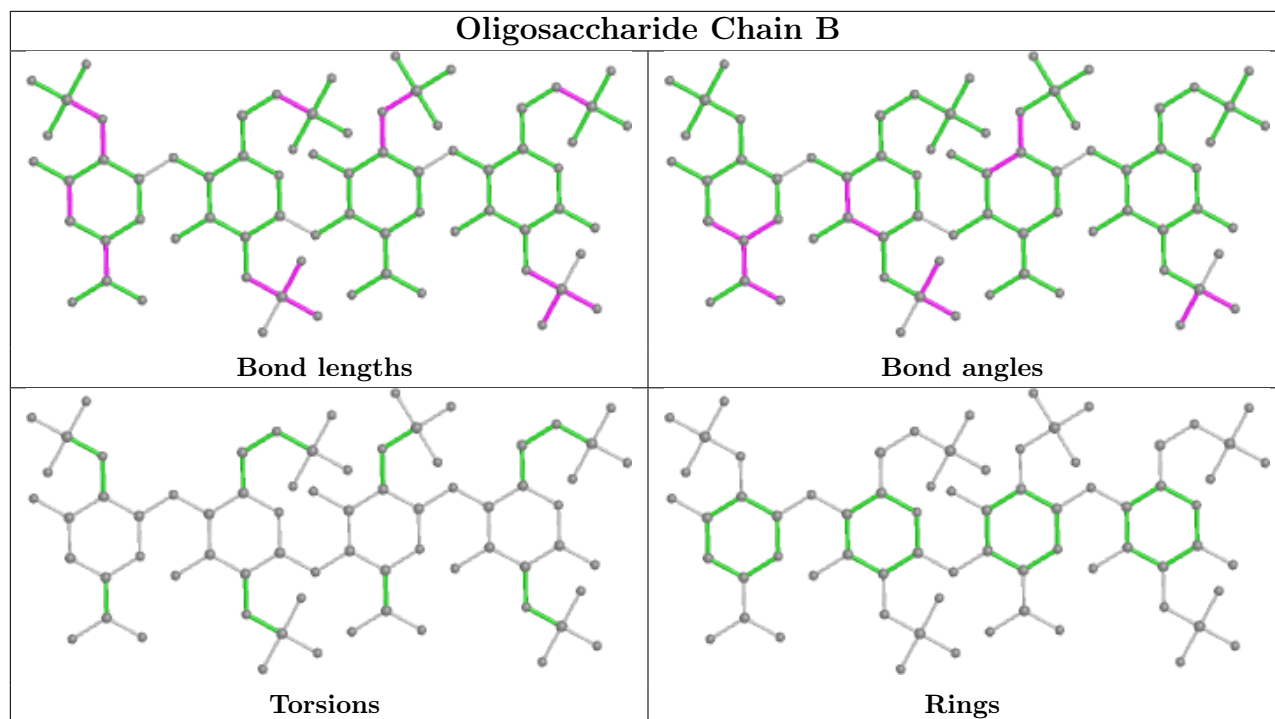 Oligosaccharide Chain B
Bond lengths
Bond angles
Torsions
Rings